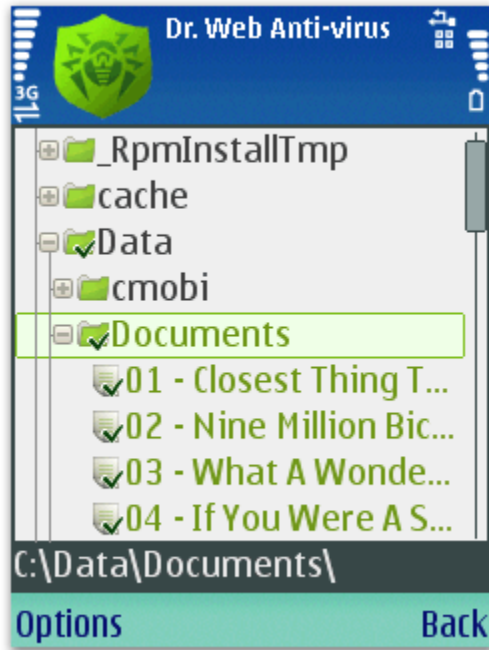 Dr. Web Anti-virus
3G
_RpmInstallTmp
cache
Data
cmobi
Documents
01 - Closest Thing T...
02 - Nine Million Bic...
03 - What A Wonde...
04 - If You Were A S...
C:\Data\Documents\
Options Back